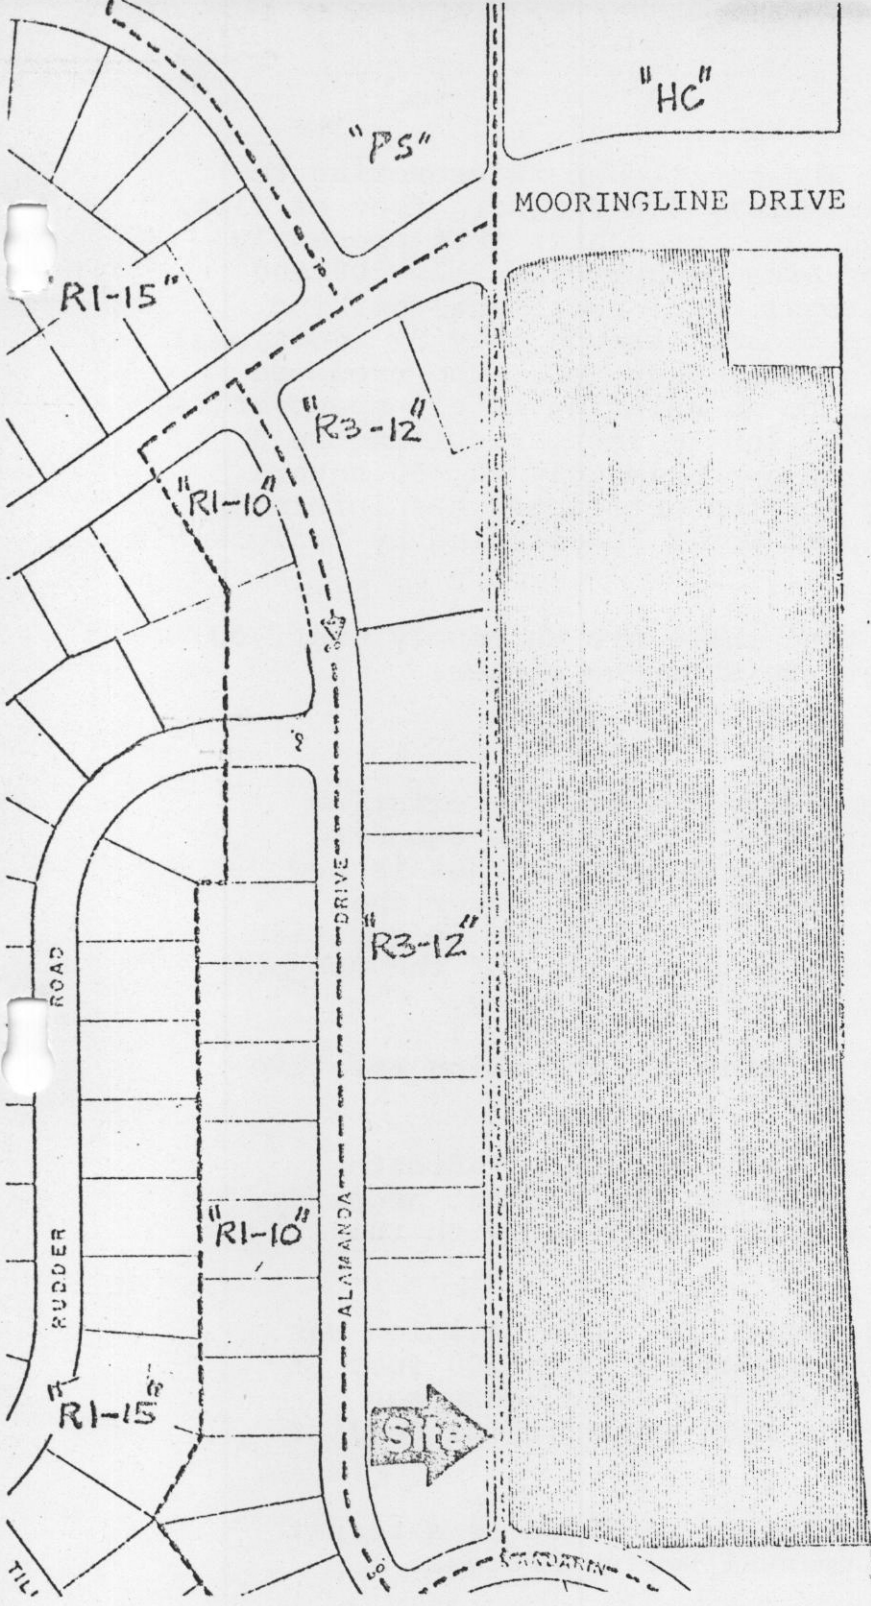 "HC"
"PS"
MOORINGLINE DRIVE
"R1-15"
"R3-12"
"R1-10"
DRIVE
"R3-12"
ROAD
"R1-10"
ALAMANDA
RUDDER
"R1-15"
Site
MANDARIN